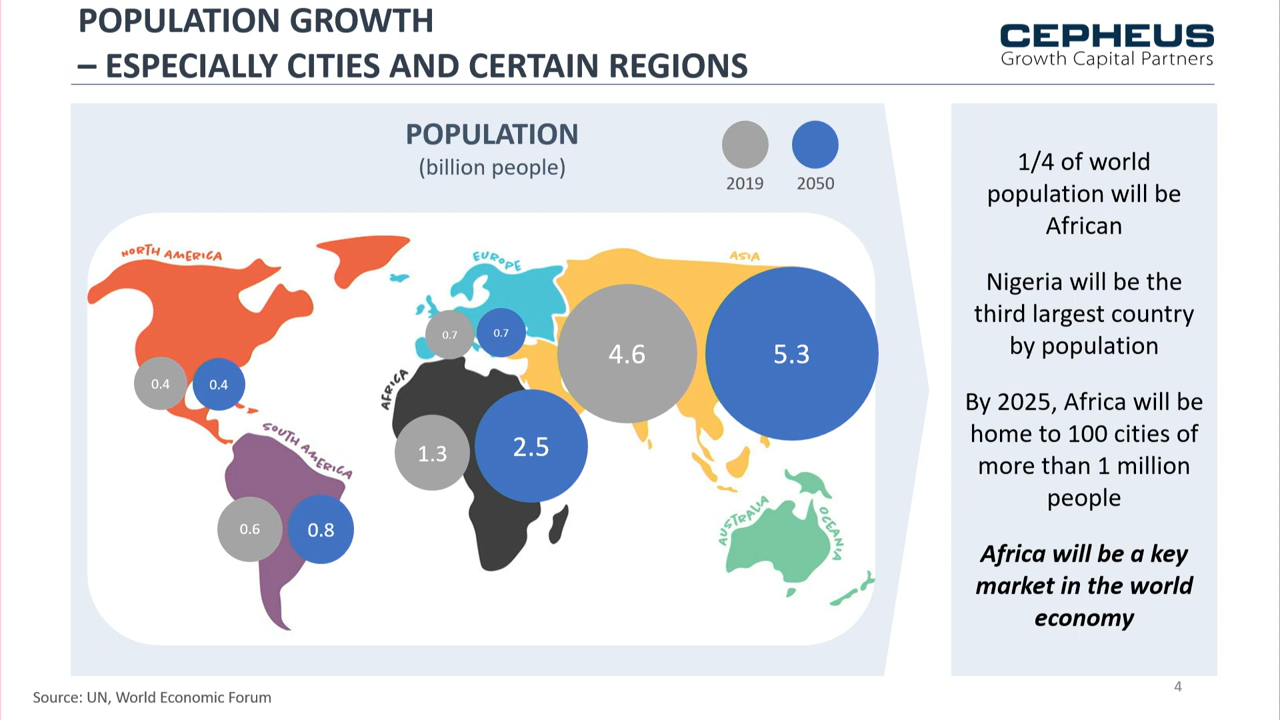 POPULATION GROWTH
– ESPECIALLY CITIES AND CERTAIN REGIONS
CEPHEUS
Growth Capital Partners
POPULATION
(billion people)
2019
2050
NORTH AMERICA
EUROPE
ASIA
AFRICA
SOUTH AMERICA
AUSTRALIA
OCEANIA
0.4
0.4
0.7
0.7
4.6
5.3
1.3
2.5
0.6
0.8
1/4 of world
population will be
African
Nigeria will be the
third largest country
by population
By 2025, Africa will be
home to 100 cities of
more than 1 million
people
Africa will be a key
market in the world
economy
Source: UN, World Economic Forum
4